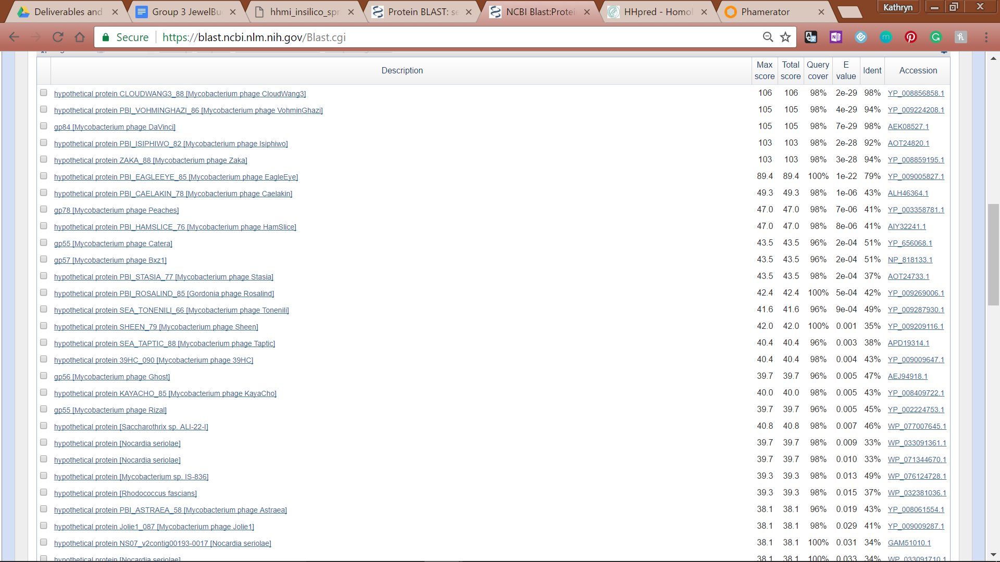 Deliverables and
Group 3 JewelBu
hhmi_insilico_spr
Protein BLAST: se
NCBI Blast:Protein
HHpred - Homol
Phamerator
Kathryn
Secure https://blast.ncbi.nlm.nih.gov/Blast.cgi
Description Max score Total score Query cover E value Ident Accession
hypothetical protein CLOUDWANG3_88 [Mycobacterium phage CloudWang3] 106 106 98% 2e-29 98% YP_008856858.1
hypothetical protein PBI_VOHMINGHAZI_86 [Mycobacterium phage VohminGhazi] 105 105 98% 4e-29 94% YP_009224208.1
gp84 [Mycobacterium phage DaVinci] 105 105 98% 7e-29 98% AEK08527.1
hypothetical protein PBI_ISIPHIWO_82 [Mycobacterium phage Isiphiwo] 103 103 98% 2e-28 92% AOT24820.1
hypothetical protein ZAKA_88 [Mycobacterium phage Zaka] 103 103 98% 3e-28 94% YP_008859195.1
hypothetical protein PBI_EAGLEEYE_85 [Mycobacterium phage EagleEye] 89.4 89.4 100% 1e-22 79% YP_009005827.1
hypothetical protein PBI_CAELAKIN_78 [Mycobacterium phage Caelakin] 49.3 49.3 98% 1e-06 43% ALH46364.1
gp78 [Mycobacterium phage Peaches] 47.0 47.0 98% 7e-06 41% YP_003358781.1
hypothetical protein PBI_HAMSLICE_76 [Mycobacterium phage HamSlice] 47.0 47.0 98% 8e-06 41% AIY32241.1
gp55 [Mycobacterium phage Catera] 43.5 43.5 96% 2e-04 51% YP_656068.1
gp57 [Mycobacterium phage Bxz1] 43.5 43.5 96% 2e-04 51% NP_818133.1
hypothetical protein PBI_STASIA_77 [Mycobacterium phage Stasia] 43.5 43.5 98% 2e-04 37% AOT24733.1
hypothetical protein PBI_ROSALIND_85 [Gordonia phage Rosalind] 42.4 42.4 100% 5e-04 42% YP_009269006.1
hypothetical protein SEA_TONENILI_66 [Mycobacterium phage Tonenili] 41.6 41.6 96% 9e-04 49% YP_009287930.1
hypothetical protein SHEEN_79 [Mycobacterium phage Sheen] 42.0 42.0 100% 0.001 35% YP_009209116.1
hypothetical protein SEA_TAPTIC_88 [Mycobacterium phage Taptic] 40.4 40.4 96% 0.003 38% APD19314.1
hypothetical protein 39HC_090 [Mycobacterium phage 39HC] 40.4 40.4 98% 0.004 43% YP_009009647.1
gp56 [Mycobacterium phage Ghost] 39.7 39.7 96% 0.005 47% AEJ94918.1
hypothetical protein KAYACHO_85 [Mycobacterium phage KayaCho] 40.0 40.0 98% 0.005 43% YP_008409722.1
gp55 [Mycobacterium phage Rizal] 39.7 39.7 96% 0.005 45% YP_002224753.1
hypothetical protein [Saccharothrix sp. ALI-22-I] 40.8 40.8 98% 0.007 46% WP_077007645.1
hypothetical protein [Nocardia seriolae] 39.7 39.7 98% 0.009 33% WP_033091361.1
hypothetical protein [Nocardia seriolae] 39.7 39.7 98% 0.010 33% WP_071344670.1
hypothetical protein [Mycobacterium sp. IS-836] 39.3 39.3 98% 0.013 49% WP_076124728.1
hypothetical protein [Rhodococcus fascians] 39.3 39.3 98% 0.015 37% WP_032381036.1
hypothetical protein PBI_ASTRAEA_58 [Mycobacterium phage Astraea] 38.1 38.1 96% 0.019 43% YP_008061554.1
hypothetical protein Jolie1_087 [Mycobacterium phage Jolie1] 38.1 38.1 98% 0.029 41% YP_009009287.1
hypothetical protein NS07_v2contig00193-0017 [Nocardia seriolae] 38.1 38.1 100% 0.031 34% GAM51010.1
hypothetical protein [Nocardia seriolae] 38.1 38.1 100% 0.033 34% WP_033091710.1